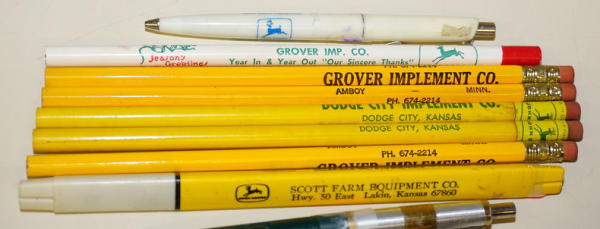 Season's
Greetings
GROVER IMP. CO.
Year in & Year Out "Our Sincere Thanks"
GROVER IMPLEMENT CO.
AMBOY MINN.
PH. 674-2214
DODGE CITY IMPLEMENT CO.
DODGE CITY, KANSAS
DODGE CITY, KANSAS
PH. 674-2214
GROVER IMPLEMENT CO.
SCOTT FARM EQUIPMENT CO.
Hwy. 50 East Lakin, Kansas 67860